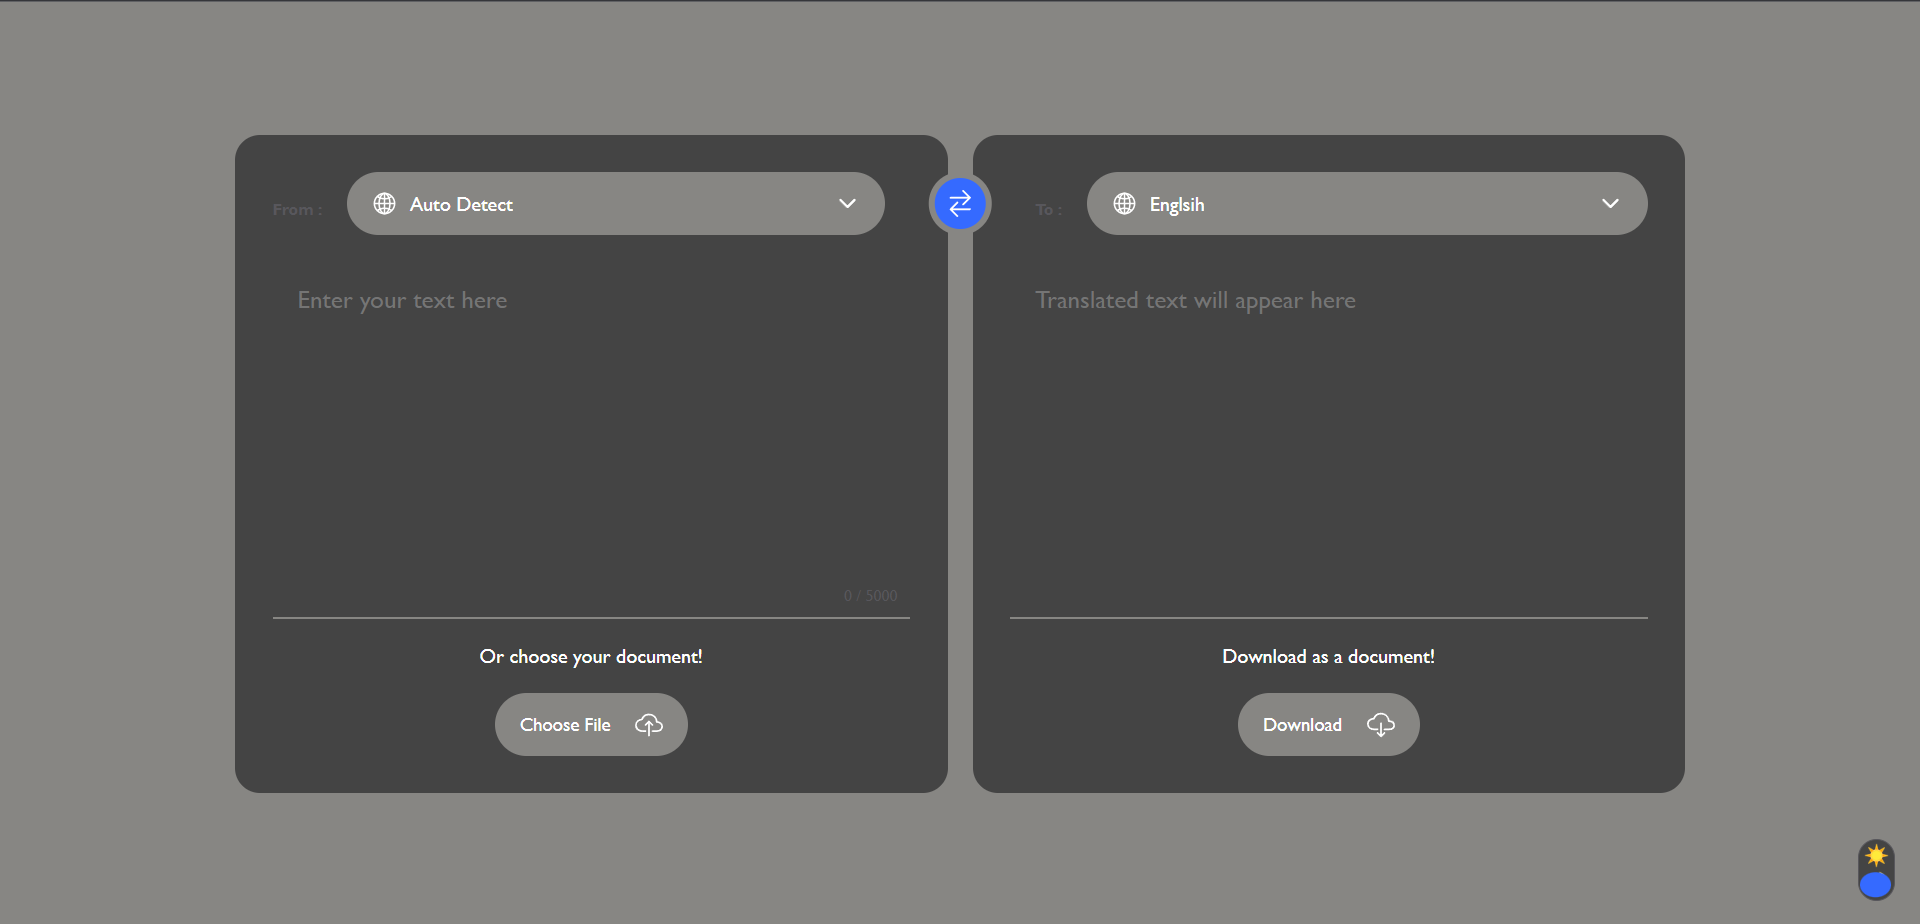 From :
Auto Detect
To :
Englsih
Enter your text here
Translated text will appear here
0 / 5000
Or choose your document!
Download as a document!
Choose File
Download